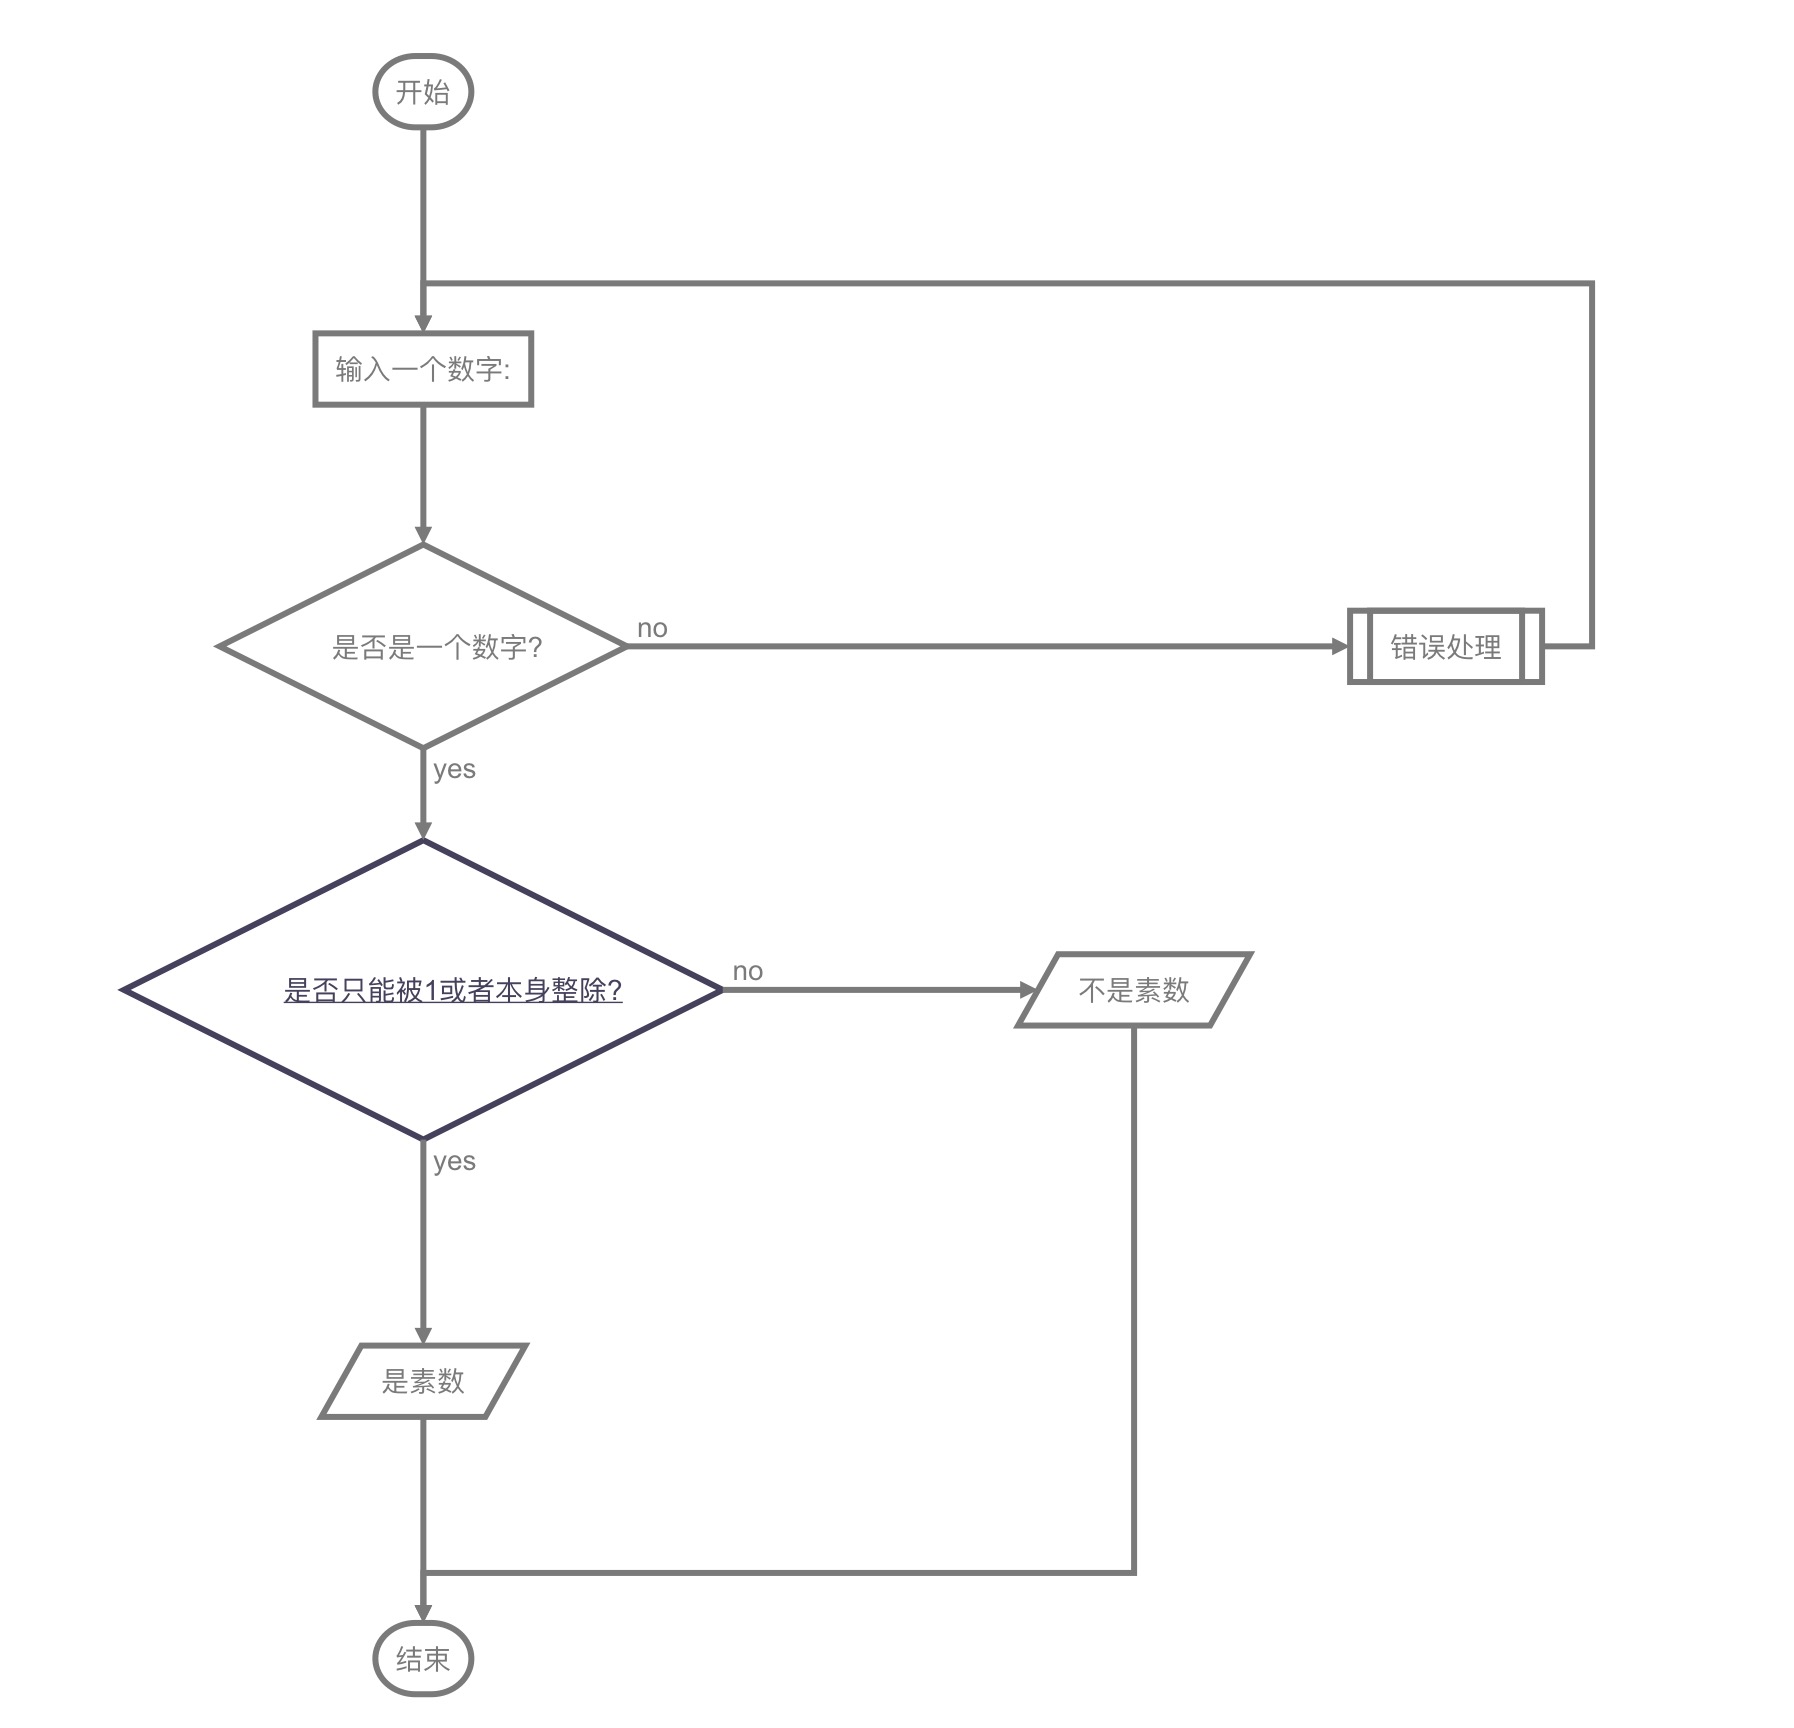 开始
输入一个数字:
是否是一个数字?
no
错误处理
yes
是否只能被1或者本身整除?
no
不是素数
yes
是素数
结束